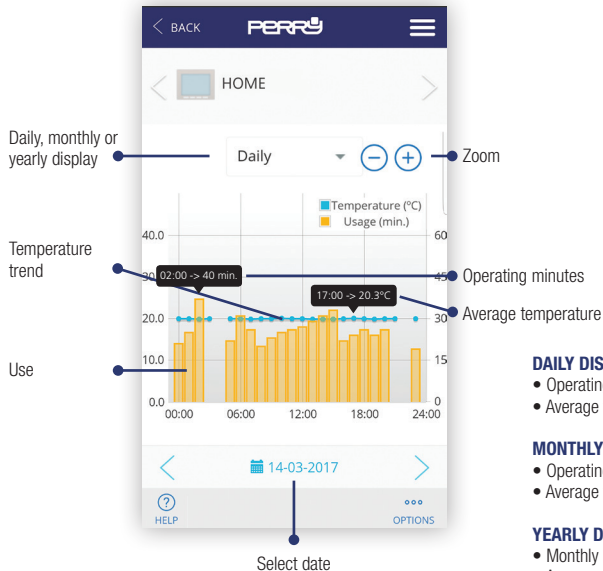 BACK
PERRY
HOME
Daily, monthly or
yearly display
Daily
Zoom
Temperature (°C)
Usage (min.)
40.0
60
Temperature
trend
02:00 -> 40 min.
45
Operating minutes
17:00 -> 20.3°C
20.0
30
Average temperature
Use
10.0
15
0.0
0
00:00
06:00
12:00
18:00
24:00
14-03-2017
?
HELP
OPTIONS
Select date
DAILY
• Operating
• Average
MONTHLY
• Operating
• Average
YEARLY
• Monthly